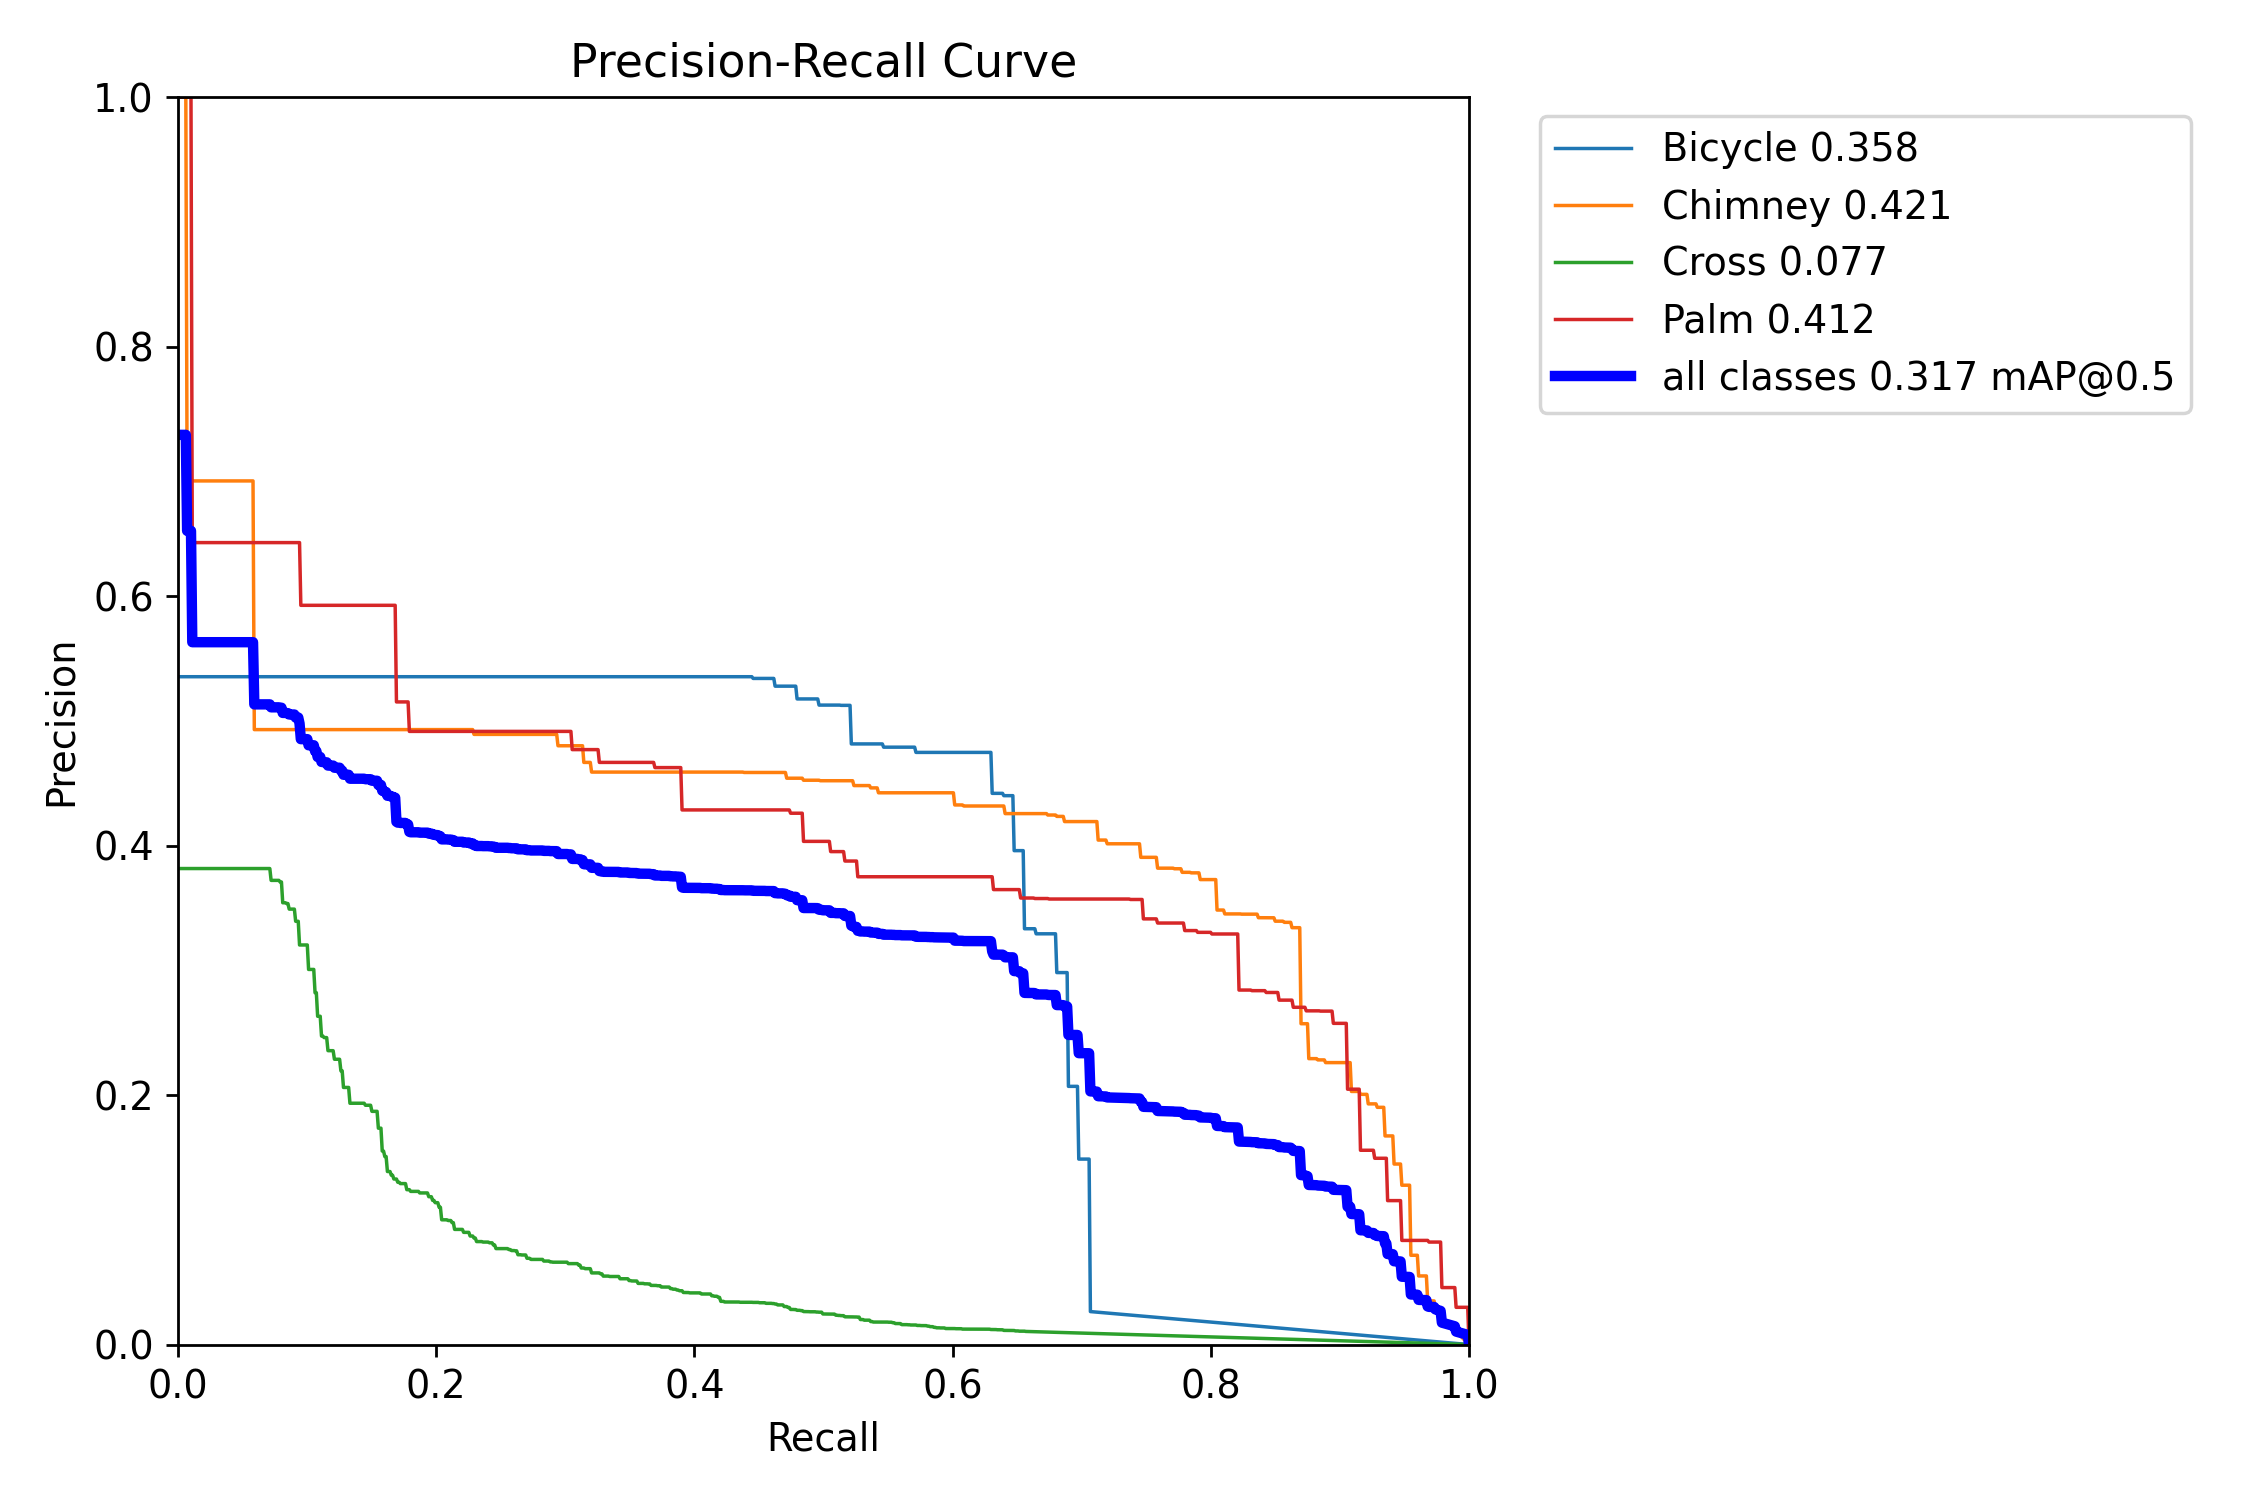 Precision-Recall Curve
1.0
0.8
0.6
0.4
0.2
0.0
Precision
0.0 0.2 0.4 0.6 0.8 1.0
Recall
Bicycle 0.358
Chimney 0.421
Cross 0.077
Palm 0.412
all classes 0.317 mAP@0.5